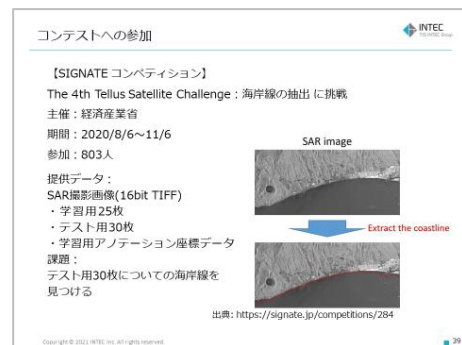 コンテストへの参加
INTEC
【SIGNATE コンペティション】
The 4th Tellus Satellite Challenge：海岸線の抽出 に挑戦
主催：経済産業省
期間：2020/8/6～11/6
参加：803人
提供データ：
SAR撮影画像(16bit TIFF)
・学習用25枚
・テスト用30枚
・学習用アノテーション座標データ
課題：
テスト用30枚についての海岸線を
見つける
SAR image
Extract the coastline
出典: https://signate.jp/competitions/284
Copyright © 2021 INTEC Inc. All rights reserved.
39